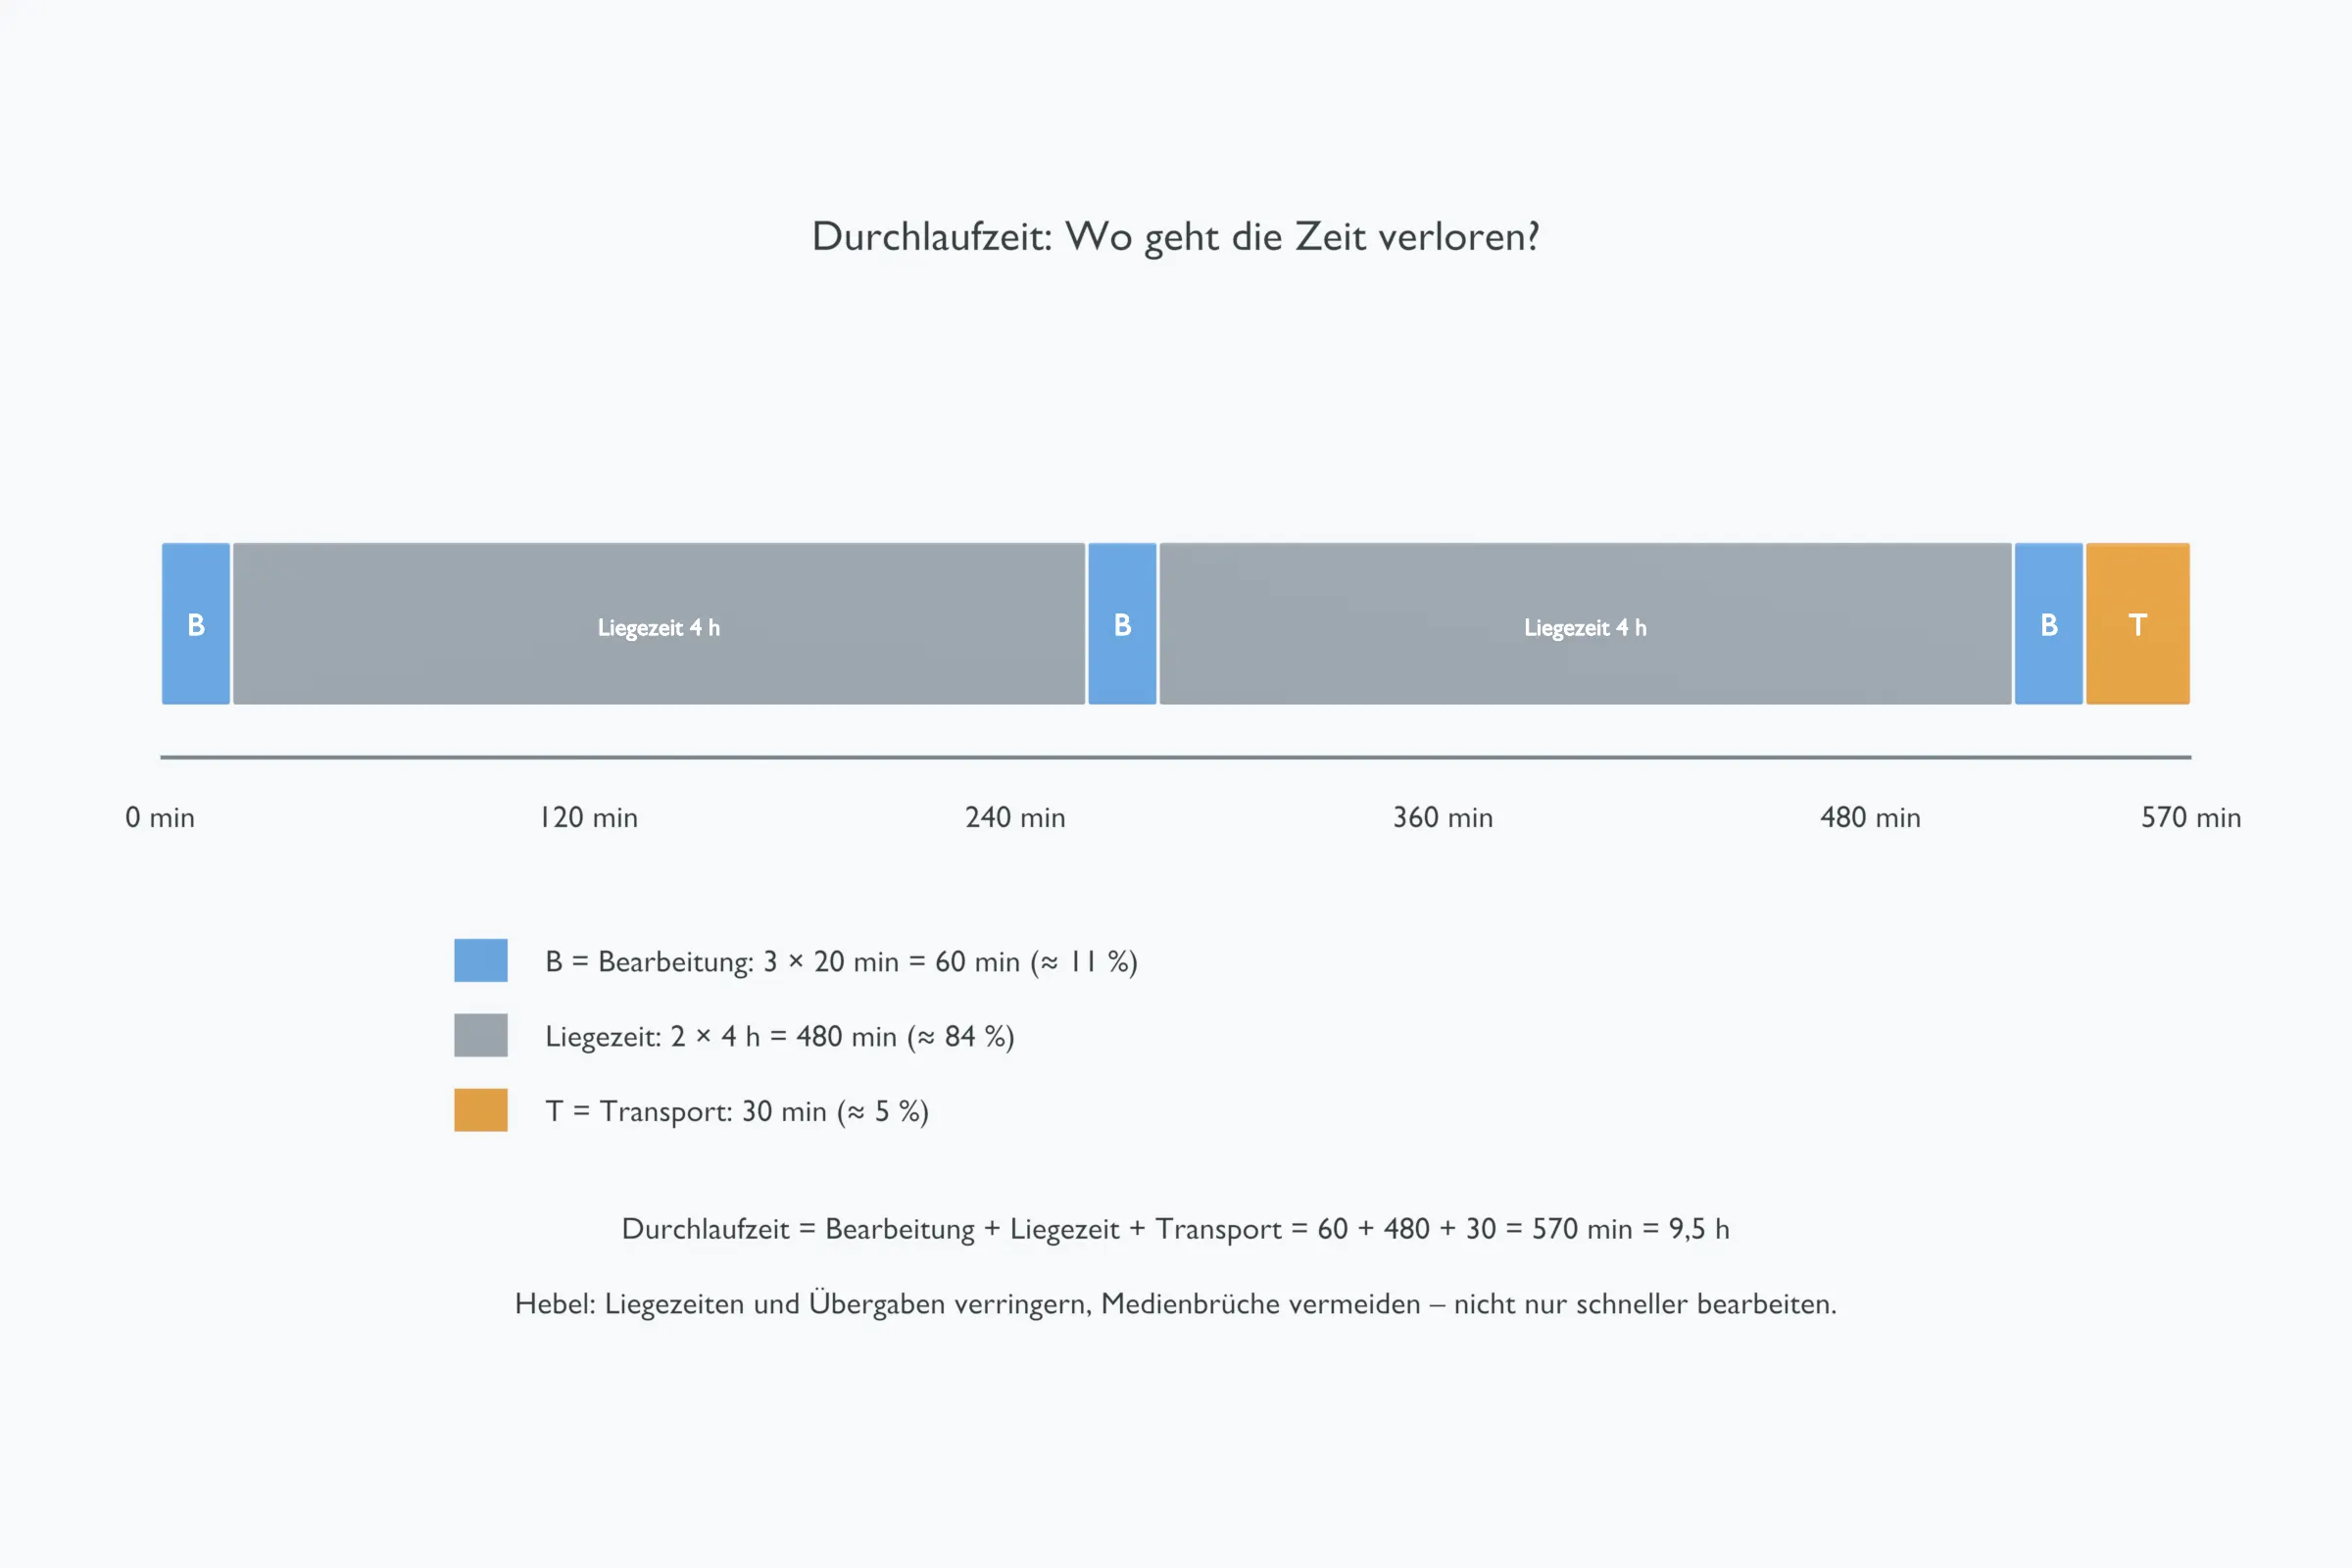 Durchlaufzeit: Wo geht die Zeit verloren?
B Liegezeit 4 h B Liegezeit 4 h B T
0 min 120 min 240 min 360 min 480 min 570 min
B = Bearbeitung: 3 × 20 min = 60 min (≈ 11 %)
Liegezeit: 2 × 4 h = 480 min (≈ 84 %)
T = Transport: 30 min (≈ 5 %)
Durchlaufzeit = Bearbeitung + Liegezeit + Transport = 60 + 480 + 30 = 570 min = 9,5 h
Hebel: Liegezeiten und Übergaben verringern, Medienbrüche vermeiden – nicht nur schneller bearbeiten.